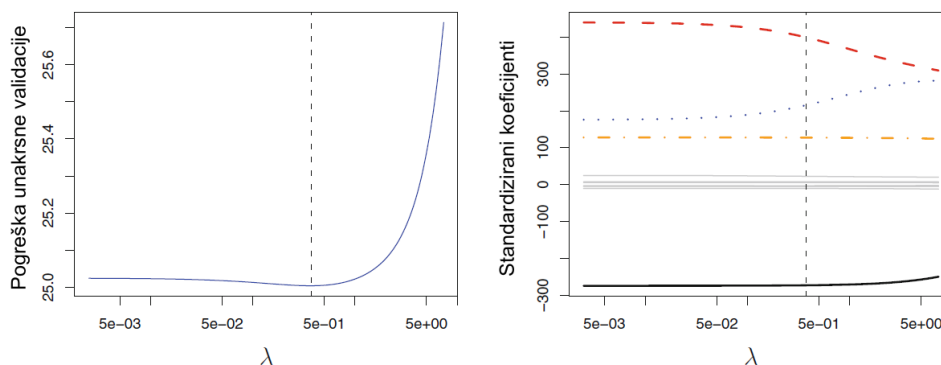 Pogreška unakrsne validacije
25.6
25.4
25.2
25.0
5e−03 5e−02 5e−01 5e+00
λ
Standardizirani koeficijenti
300
100
0
−100
−300
5e−03 5e−02 5e−01 5e+00
λ